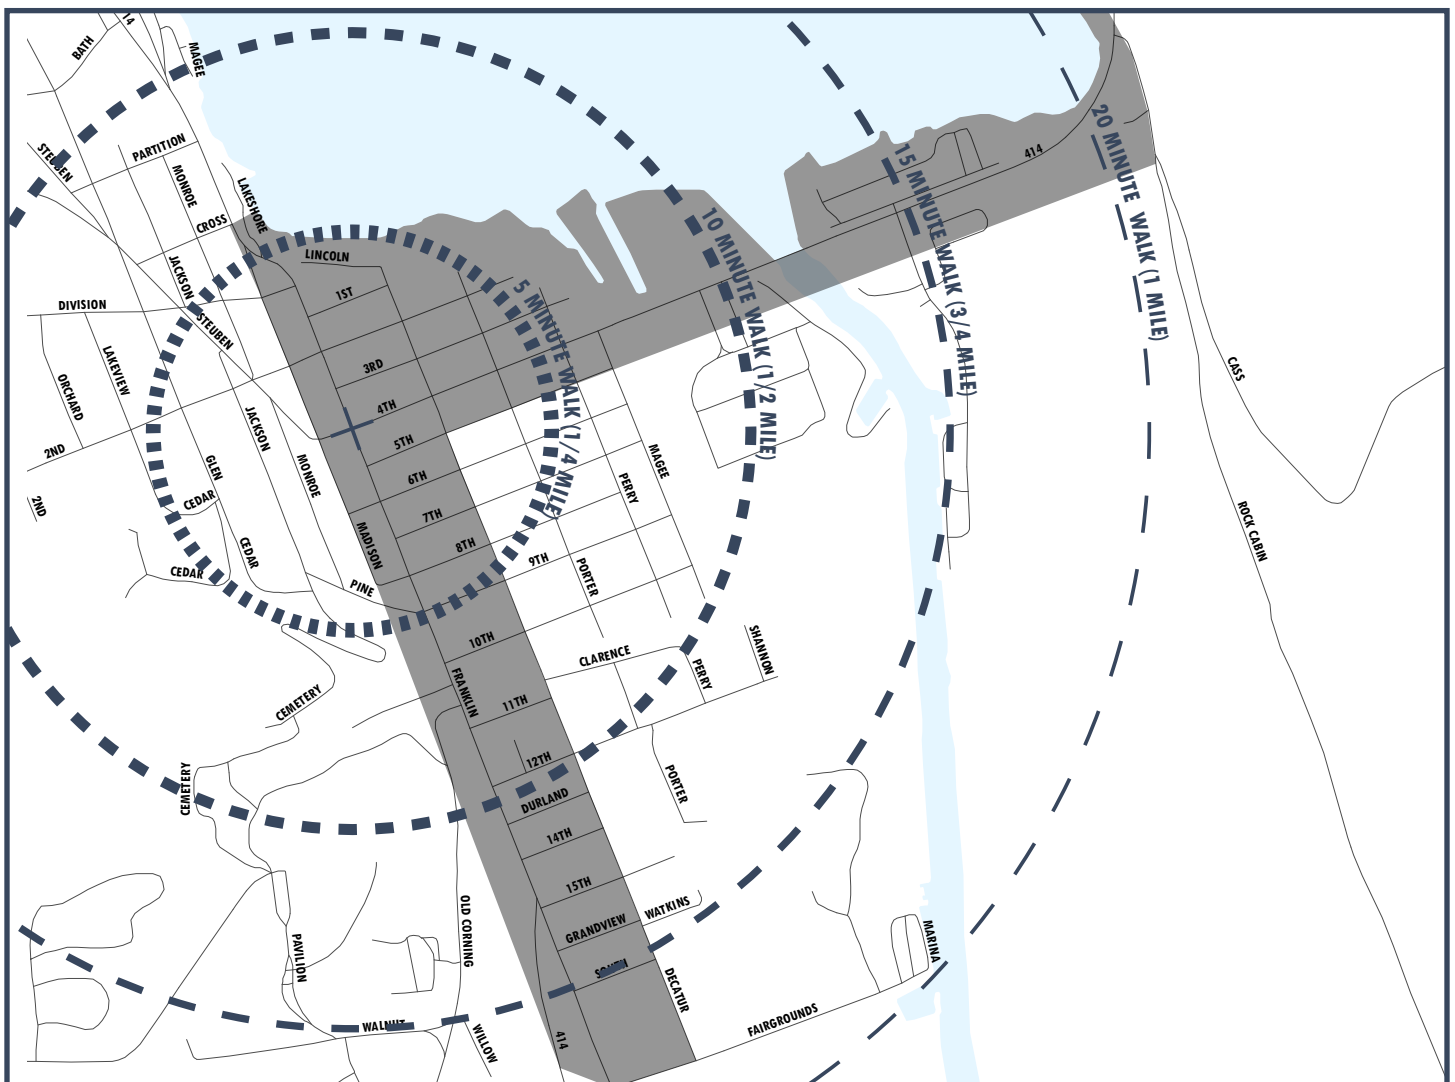 14
BATH
MAGEE
STEUBEN
PARTITION
MONROE
LAKESHORE
CROSS
JACKSON
LINCOLN
1ST
DIVISION
STEUBEN
LAKEVIEW
ORCHARD
3RD
4TH
5TH
6TH
7TH
8TH
9TH
2ND
2ND
GLEN
JACKSON
MONROE
CEDAR
CEDAR
CEDAR
MADISON
PINE
PERRY
MAGEE
PORTER
10TH
CLARENCE
SHANNON
PERRY
FRANKLIN
11TH
CEMETERY
CEMETERY
12TH
DURLAND
PORTER
14TH
15TH
GRANDVIEW
WATKINS
SOUTH
DECATUR
OLD CORNING
PAVILION
WALNUT
WILLOW
414
FAIRGROUNDS
MARINA
414
CASS
ROCK CABIN
5 MINUTE WALK (1/4 MILE)
10 MINUTE WALK (1/2 MILE)
15 MINUTE WALK (3/4 MILE)
20 MINUTE WALK (1 MILE)